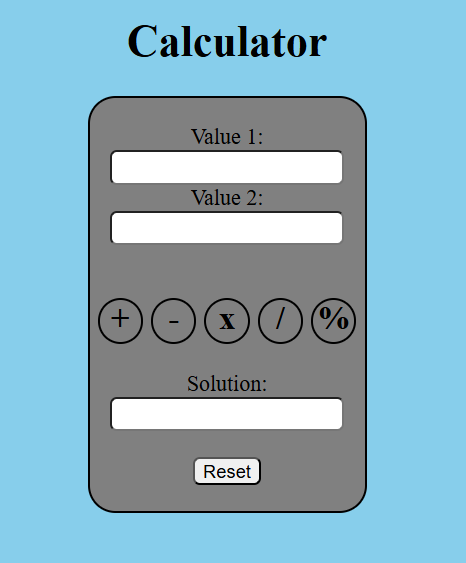 Calculator
Value 1:
Value 2:
+ - x / %
Solution:
Reset